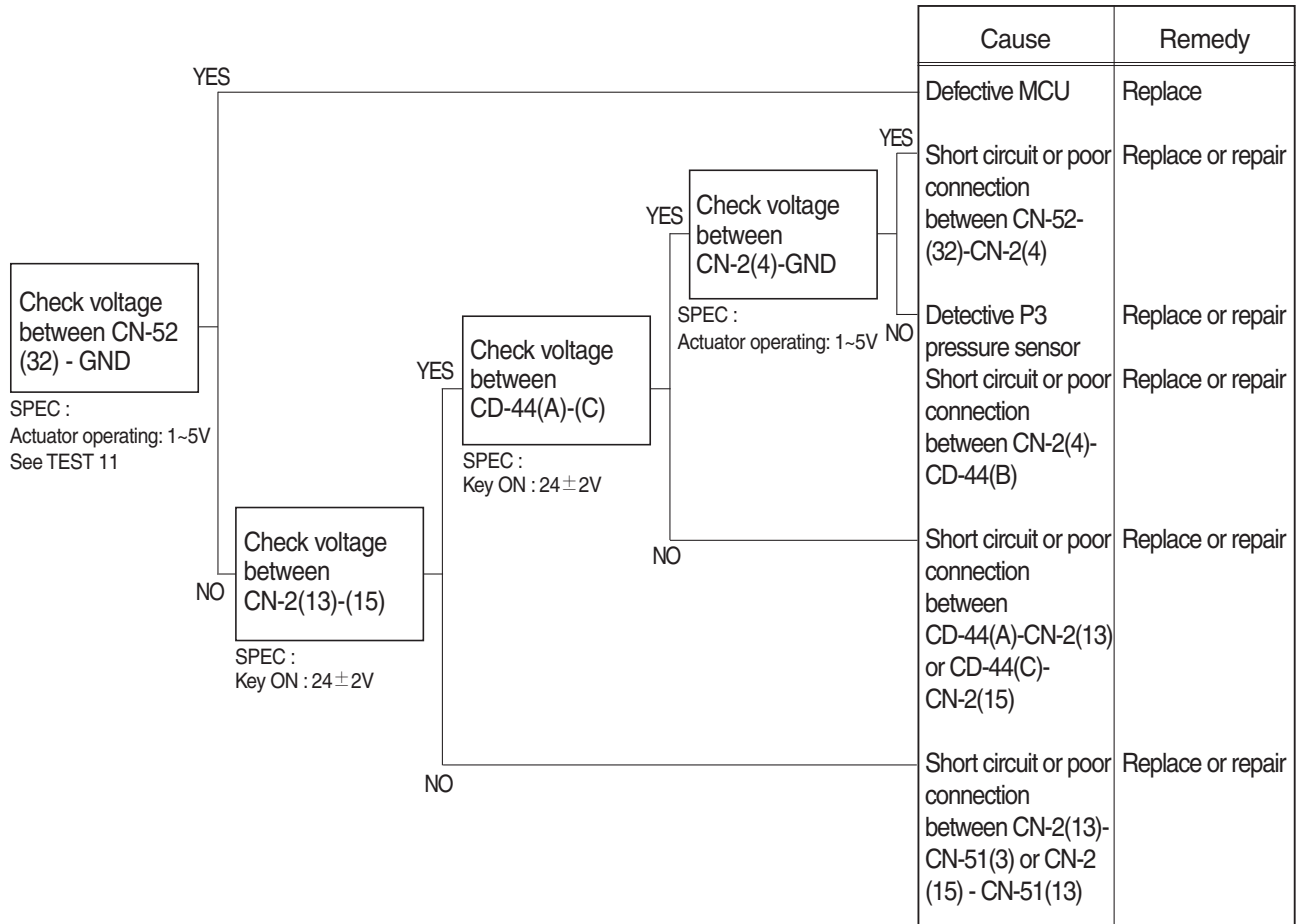 Cause
Remedy
YES
Defective MCU
Replace
YES
Short circuit or poor
Replace or repair
connection
between CN-52-
(32)-CN-2(4)
YES
Check voltage
between
CN-2(4)-GND
SPEC :
Actuator operating: 1~5V
NO
Detective P3
Replace or repair
pressure sensor
Short circuit or poor
Replace or repair
connection
between CN-2(4)-
CD-44(B)
Check voltage
between CN-52
(32) - GND
SPEC :
Actuator operating: 1~5V
See TEST 11
YES
Check voltage
between
CD-44(A)-(C)
SPEC :
Key ON : 24±2V
NO
Short circuit or poor
Replace or repair
connection
between
CD-44(A)-CN-2(13)
or CD-44(C)-
CN-2(15)
NO
Check voltage
between
CN-2(13)-(15)
SPEC :
Key ON : 24±2V
NO
Short circuit or poor
Replace or repair
connection
between CN-2(13)-
CN-51(3) or CN-2
(15) - CN-51(13)